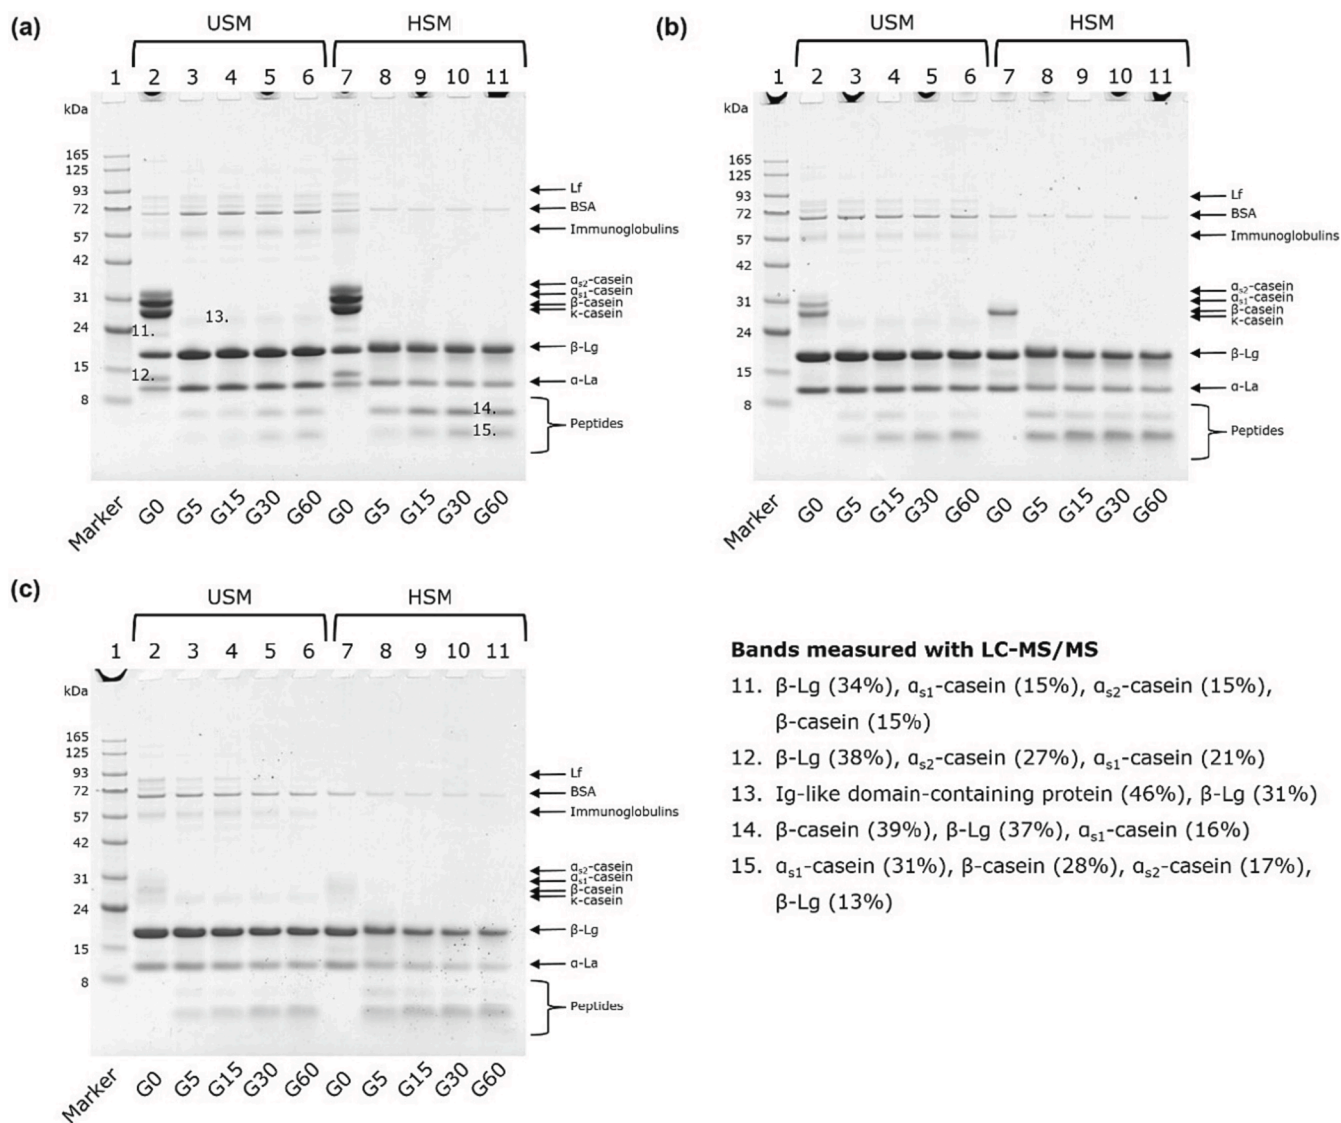 (a)
USM HSM
1 2 3 4 5 6 7 8 9 10 11
kDa
165
125
93
72
57
42
31
24
15
8
11.
12.
13.
14.
15.
Lf
BSA
Immunoglobulins
αs2-casein
αs1-casein
β-casein
κ-casein
β-Lg
α-La
Peptides
Marker G0 G5 G15 G30 G60 G0 G5 G15 G30 G60
(b)
USM HSM
1 2 3 4 5 6 7 8 9 10 11
kDa
165
125
93
72
57
42
31
24
15
8
Lf
BSA
Immunoglobulins
αs2-casein
αs1-casein
β-casein
κ-casein
β-Lg
α-La
Peptides
Marker G0 G5 G15 G30 G60 G0 G5 G15 G30 G60
(c)
USM HSM
1 2 3 4 5 6 7 8 9 10 11
kDa
165
125
93
72
57
42
31
24
15
8
Lf
BSA
Immunoglobulins
αs2-casein
αs1-casein
β-casein
κ-casein
β-Lg
α-La
Peptides
Marker G0 G5 G15 G30 G60 G0 G5 G15 G30 G60
Bands measured with LC-MS/MS
11. β-Lg (34%), αs1-casein (15%), αs2-casein (15%),
β-casein (15%)
12. β-Lg (38%), αs2-casein (27%), αs1-casein (21%)
13. Ig-like domain-containing protein (46%), β-Lg (31%)
14. β-casein (39%), β-Lg (37%), αs1-casein (16%)
15. αs1-casein (31%), β-casein (28%), αs2-casein (17%),
β-Lg (13%)